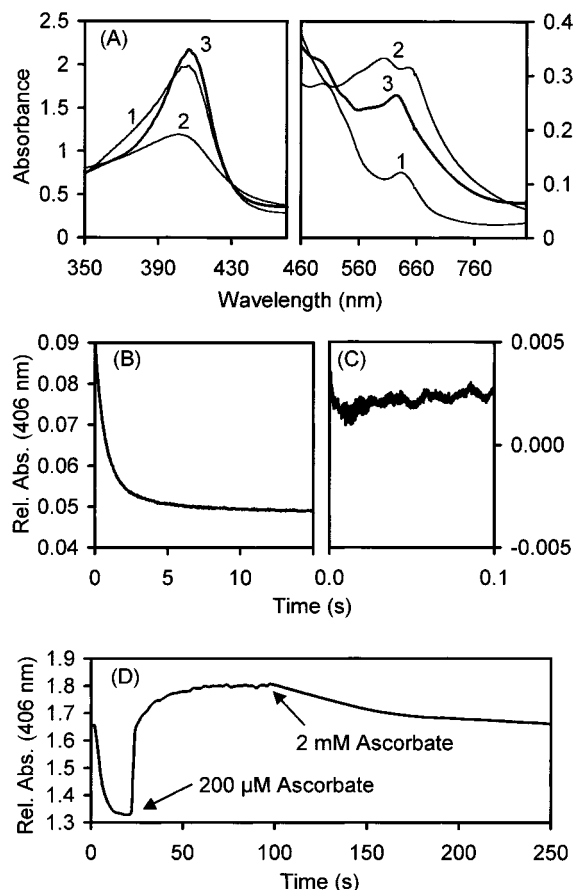 (A)
3
1
2
2
3
1
2.5
2
1.5
1
0.5
0
Absorbance
0.4
0.3
0.2
0.1
0
350 390 430 460 560 660 760
Wavelength (nm)
(B)
(C)
0.09
0.08
0.07
0.06
0.05
0.04
Rel. Abs. (406 nm)
0.005
0.000
-0.005
0 5 10 0.0 0.1
Time (s)
(D)
1.9
1.8
1.7
1.6
1.5
1.4
1.3
Rel. Abs. (406 nm)
2 mM Ascorbate
200 µM Ascorbate
0 50 100 150 200 250
Time (s)